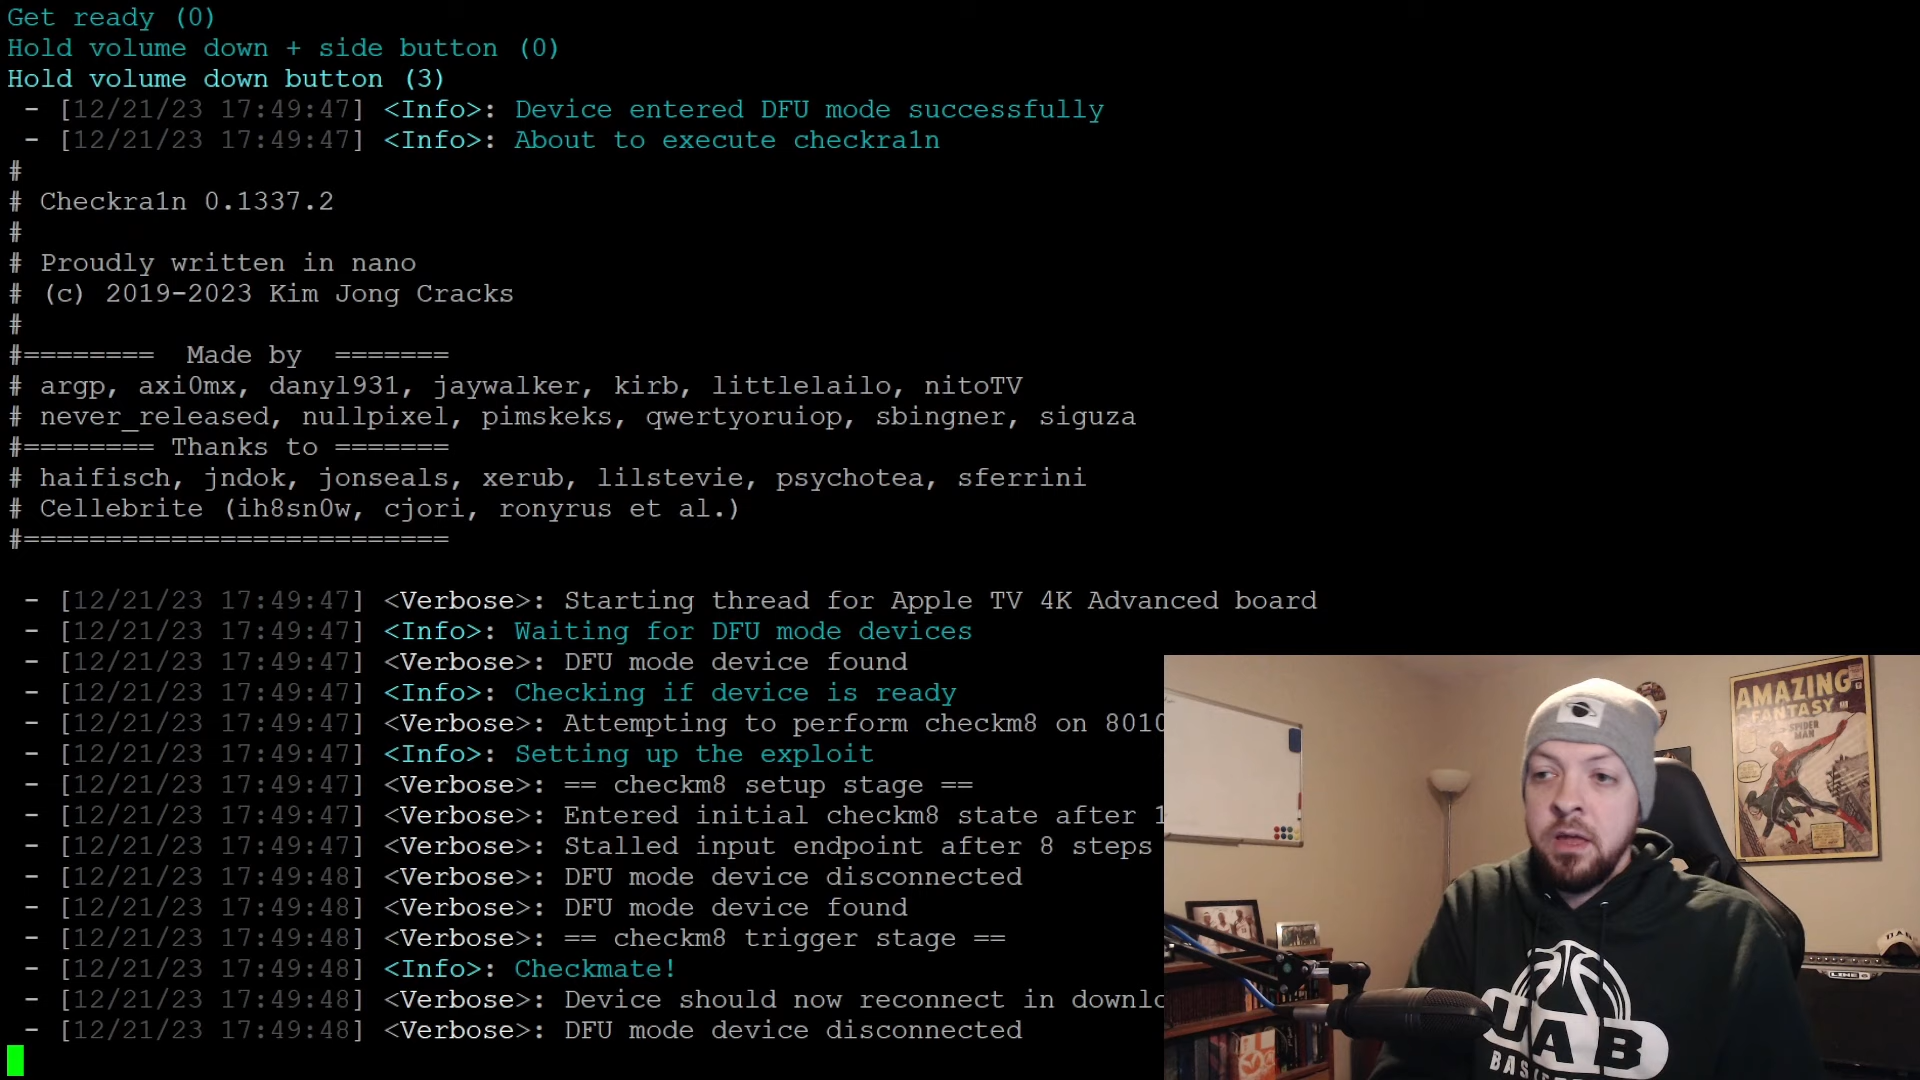 Get ready (0)
Hold volume down + side button (0)
Hold volume down button (3)
- [12/21/23 17:49:47] <Info>: Device entered DFU mode successfully
- [12/21/23 17:49:47] <Info>: About to execute checkra1n
#
# Checkra1n 0.1337.2
#
# Proudly written in nano
# (c) 2019-2023 Kim Jong Cracks
#
#======== Made by =======
# argp, axi0mx, danyl931, jaywalker, kirb, littlelailo, nitoTV
# never_released, nullpixel, pimskeks, qwertyoruiop, sbingner, siguza
#======== Thanks to =======
# haifisch, jndok, jonseals, xerub, lilstevie, psychotea, sferrini
# Cellebrite (ih8sn0w, cjori, ronyrus et al.)
#==========================
- [12/21/23 17:49:47] <Verbose>: Starting thread for Apple TV 4K Advanced board
- [12/21/23 17:49:47] <Info>: Waiting for DFU mode devices
- [12/21/23 17:49:47] <Verbose>: DFU mode device found
- [12/21/23 17:49:47] <Info>: Checking if device is ready
- [12/21/23 17:49:47] <Verbose>: Attempting to perform checkm8 on 8010
- [12/21/23 17:49:47] <Info>: Setting up the exploit
- [12/21/23 17:49:47] <Verbose>: == checkm8 setup stage ==
- [12/21/23 17:49:47] <Verbose>: Entered initial checkm8 state after 1
- [12/21/23 17:49:47] <Verbose>: Stalled input endpoint after 8 steps
- [12/21/23 17:49:48] <Verbose>: DFU mode device disconnected
- [12/21/23 17:49:48] <Verbose>: DFU mode device found
- [12/21/23 17:49:48] <Verbose>: == checkm8 trigger stage ==
- [12/21/23 17:49:48] <Info>: Checkmate!
- [12/21/23 17:49:48] <Verbose>: Device should now reconnect in downlo
- [12/21/23 17:49:48] <Verbose>: DFU mode device disconnected
AMAZING
FANTASY
SPIDER
MAN
UAB
LINE 6
UAB